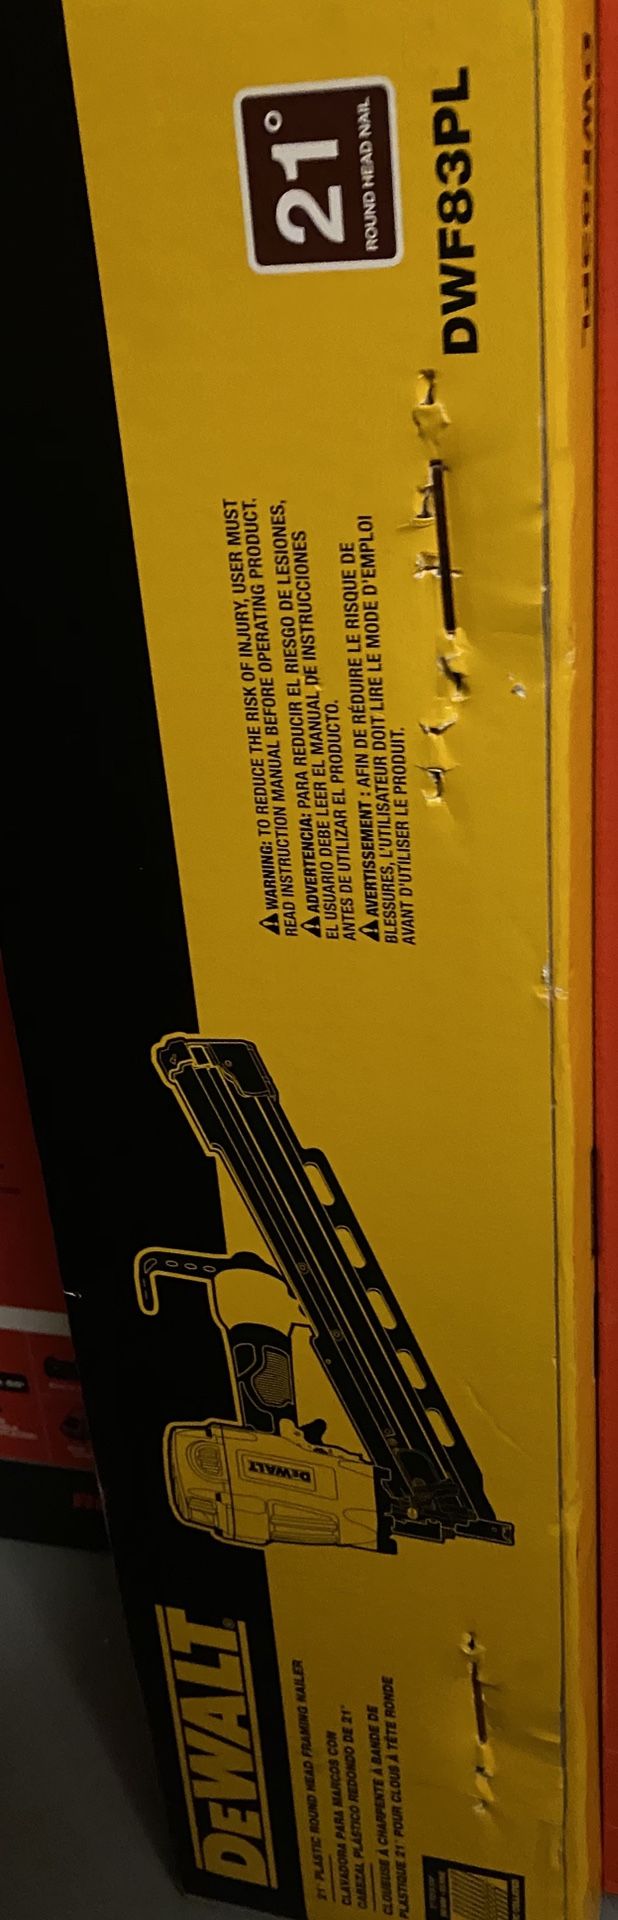 DEWALT®
21° PLASTIC ROUND HEAD FRAMING NAILER
CLAVADORA PARA MARCOS CON
CABEZAL PLÁSTICO REDONDO DE 21°
CLOUEUSE À CHARPENTE À BANDE DE
PLASTIQUE 21° POUR CLOUS À TÊTE RONDE
DEWALT
⚠ WARNING: TO REDUCE THE RISK OF INJURY, USER MUST
READ INSTRUCTION MANUAL BEFORE OPERATING PRODUCT.
⚠ ADVERTENCIA: PARA REDUCIR EL RIESGO DE LESIONES,
EL USUARIO DEBE LEER EL MANUAL DE INSTRUCCIONES
ANTES DE UTILIZAR EL PRODUCTO.
⚠ AVERTISSEMENT : AFIN DE RÉDUIRE LE RISQUE DE
BLESSURES, L'UTILISATEUR DOIT LIRE LE MODE D'EMPLOI
AVANT D'UTILISER LE PRODUIT.
21°
ROUND HEAD NAIL
DWF83PL